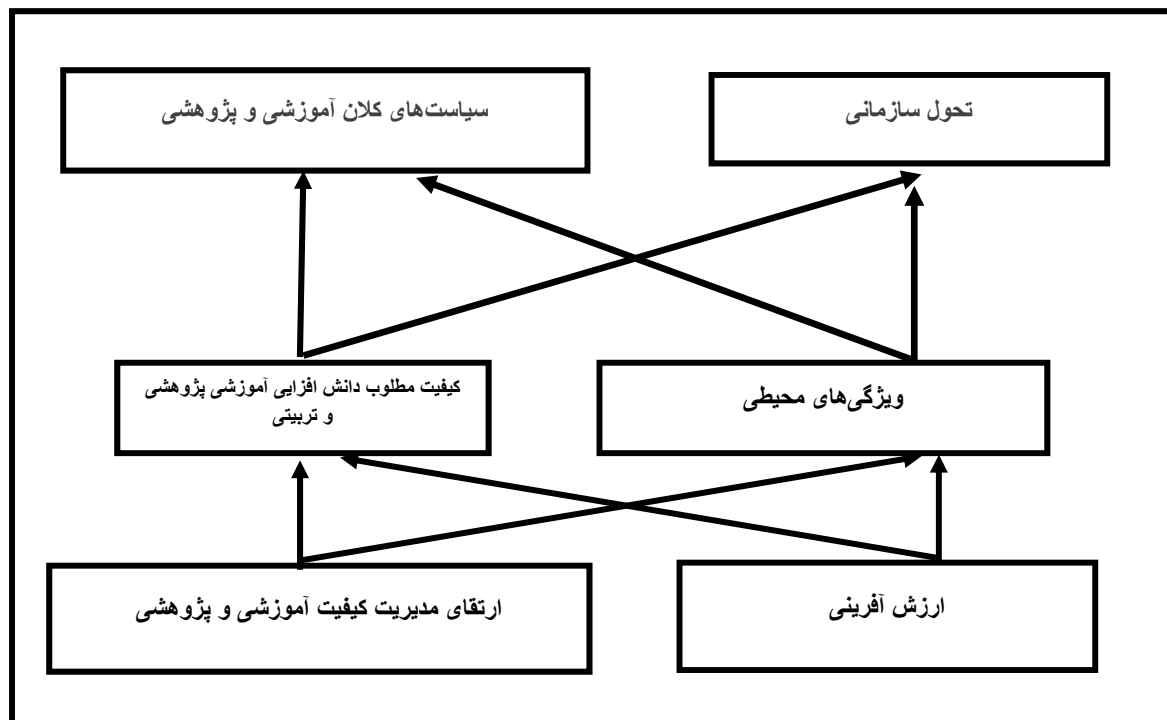 تحول سازمانی
سیاست‌های کلان آموزشی و پژوهشی
ویژگی‌های محیطی
کیفیت مطلوب دانش افزایی آموزشی پژوهشی
و تربیتی
ارزش آفرینی
ارتقای مدیریت کیفیت آموزشی و پژوهشی